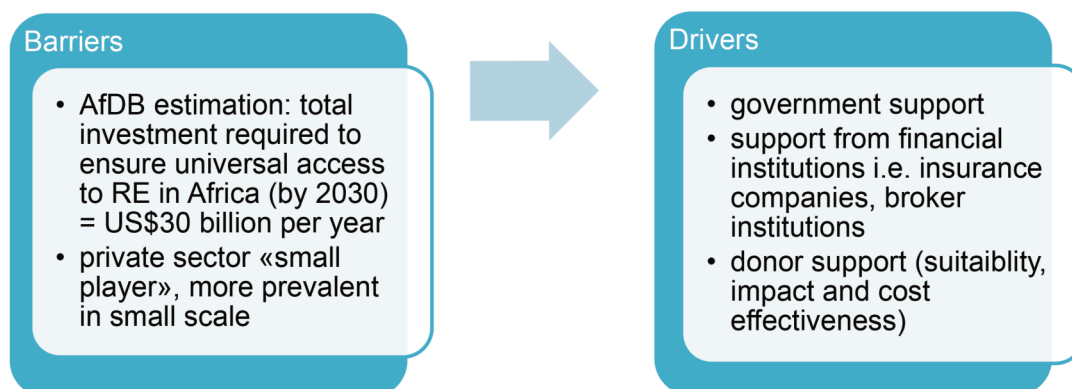 Barriers
• AfDB estimation: total
investment required to
ensure universal access
to RE in Africa (by 2030)
= US$30 billion per year
• private sector «small
player», more prevalent
in small scale
Drivers
• government support
• support from financial
institutions i.e. insurance
companies, broker
institutions
• donor support (suitaiblity,
impact and cost
effectiveness)